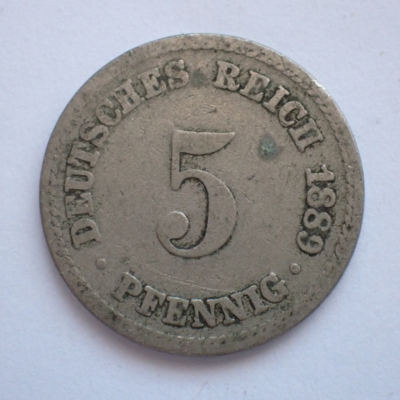 DEUTSCHES REICH 1889
5
· PFENNIG ·